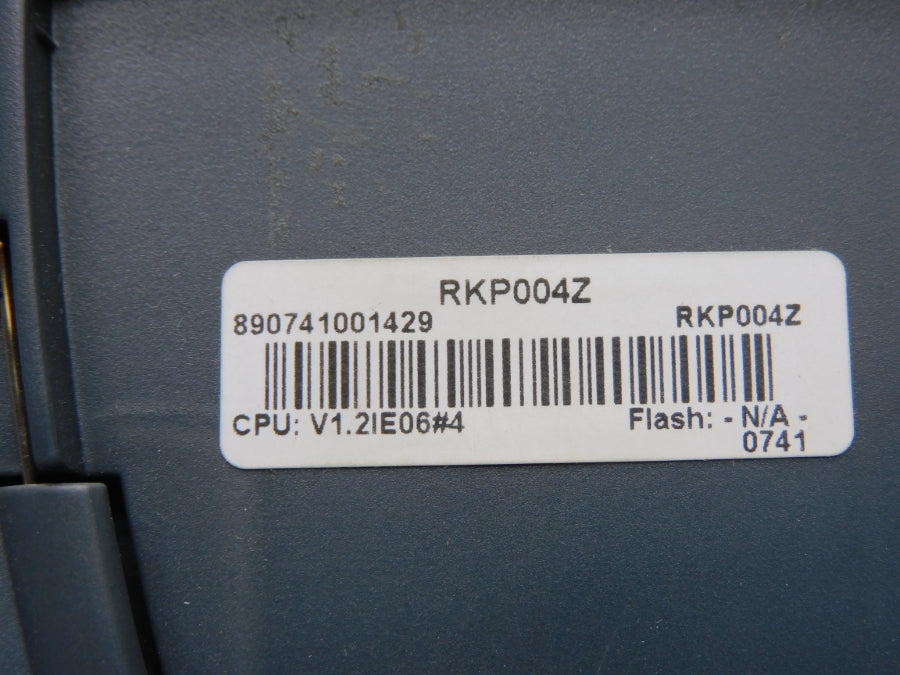 RKP004Z
890741001429 RKP004Z
CPU: V1.2IE06#4 Flash: - N/A -
0741